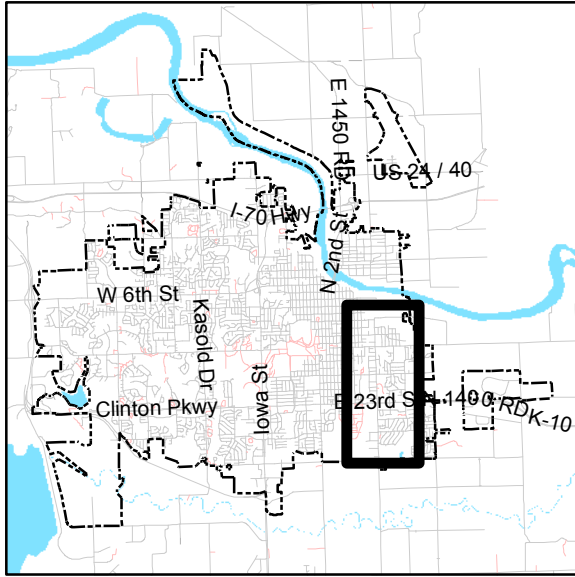 E 1450 RD
US-24 / 40
I-70 Hwy
N 2nd St
W 6th St
Kasold Dr
Iowa St
Clinton Pkwy
E 23rd St
N 1400 RD
K-10